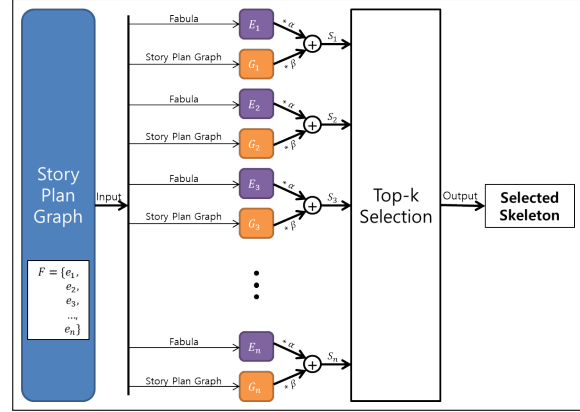 Story
Plan
Graph
F = {e₁,
e₂,
e₃,
...,
eₙ}
Input
Fabula
E₁
* α
Story Plan Graph
G₁
* β
+
S₁
Fabula
E₂
* α
Story Plan Graph
G₂
* β
+
S₂
Fabula
E₃
* α
Story Plan Graph
G₃
* β
+
S₃
Fabula
Eₙ
* α
Story Plan Graph
Gₙ
* β
+
Sₙ
Top-k
Selection
Output
Selected
Skeleton